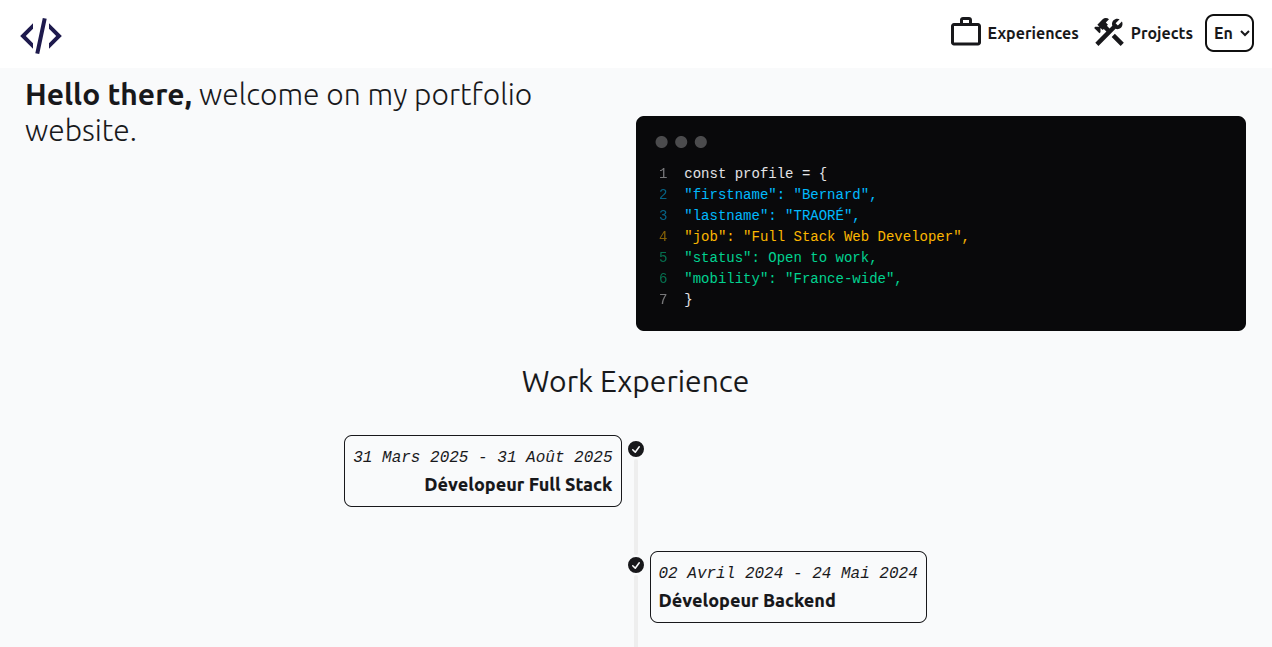 </>
Experiences
Projects
En
Hello there, welcome on my portfolio
website.
1 const profile = {
2 "firstname": "Bernard",
3 "lastname": "TRAORÉ",
4 "job": "Full Stack Web Developer",
5 "status": Open to work,
6 "mobility": "France-wide",
7 }
Work Experience
31 Mars 2025 - 31 Août 2025
Dévelopeur Full Stack
02 Avril 2024 - 24 Mai 2024
Dévelopeur Backend